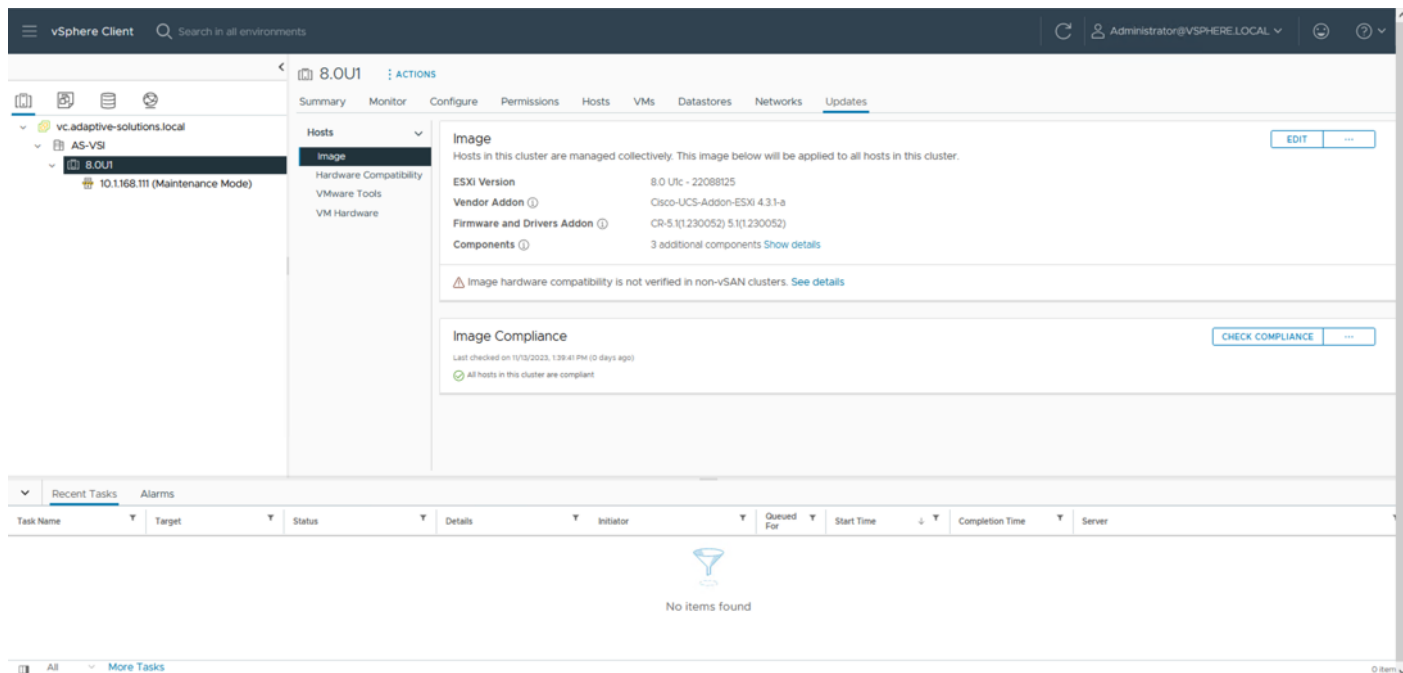 vSphere Client
Search in all environments
Administrator@VSPHERE.LOCAL
8.0U1
ACTIONS
Summary Monitor Configure Permissions Hosts VMs Datastores Networks Updates
vc.adaptive-solutions.local
AS-VSI
8.0U1
10.1.168.111 (Maintenance Mode)
Hosts
Image
Hardware Compatibility
VMware Tools
VM Hardware
Image
EDIT ...
Hosts in this cluster are managed collectively. This image below will be applied to all hosts in this cluster.
ESXi Version 8.0 U1c - 22088125
Vendor Addon Cisco-UCS-Addon-ESXi 4.3.1-a
Firmware and Drivers Addon CR-5.1(1.230052) 5.1(1.230052)
Components 3 additional components Show details
Image hardware compatibility is not verified in non-vSAN clusters. See details
Image Compliance
CHECK COMPLIANCE ...
Last checked on 11/13/2023, 1:39:41 PM (0 days ago)
All hosts in this cluster are compliant
Recent Tasks Alarms
Task Name Target Status Details Initiator Queued For Start Time Completion Time Server
No items found
All More Tasks
0 item